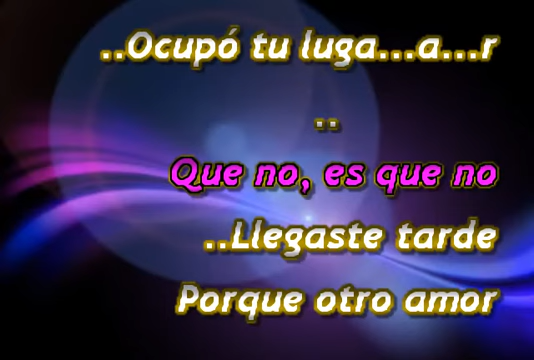 ..Ocupó tu luga...a...r
..
Que no, es que no
..Llegaste tarde
Porque otro amor